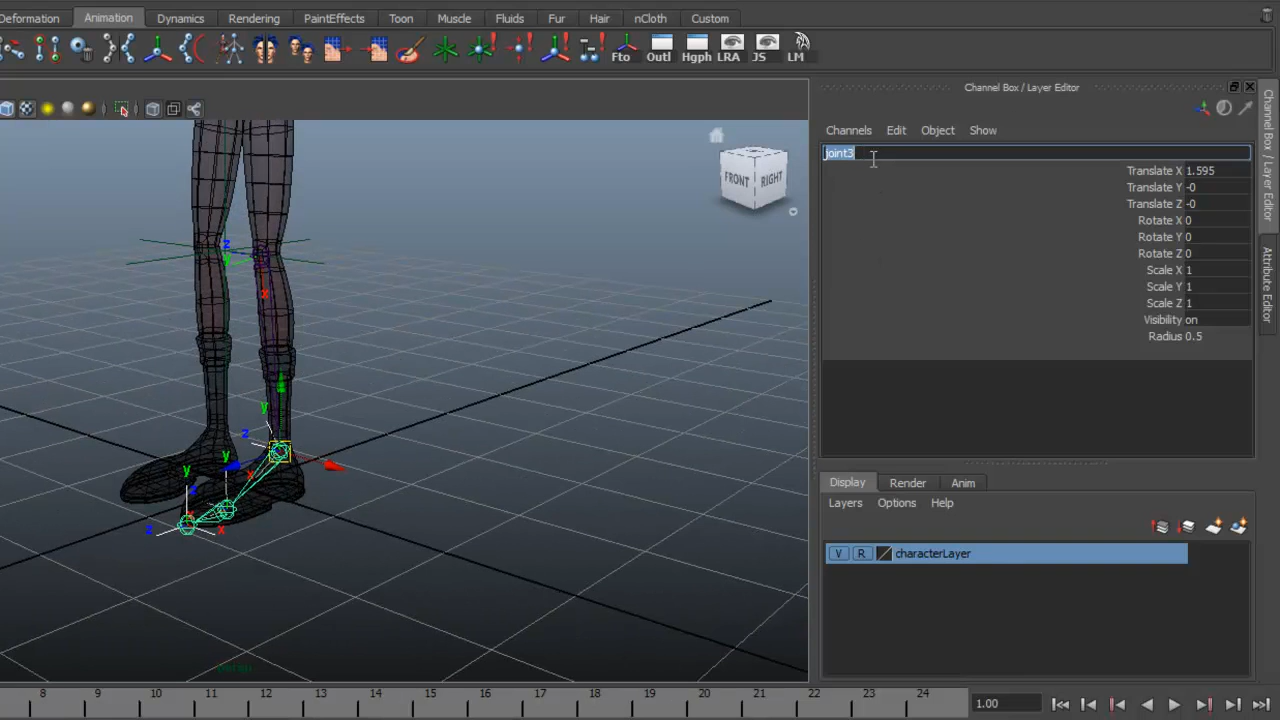 Deformation Animation Dynamics Rendering PaintEffects Toon Muscle Fluids Fur Hair nCloth Custom
Fto Outl Hgph LRA JS LM
Channel Box / Layer Editor
Channels Edit Object Show
joint3
Translate X 1.595
Translate Y -0
Translate Z -0
Rotate X 0
Rotate Y 0
Rotate Z 0
Scale X 1
Scale Y 1
Scale Z 1
Visibility on
Radius 0.5
Channel Box / Layer Editor
Attribute Editor
FRONT RIGHT
z
y
x
y
z
x
y
y
z
x
z
x
persp
Display Render Anim
Layers Options Help
V R characterLayer
8 9 10 11 12 13 14 15 16 17 18 19 20 21 22 23 24
1.00